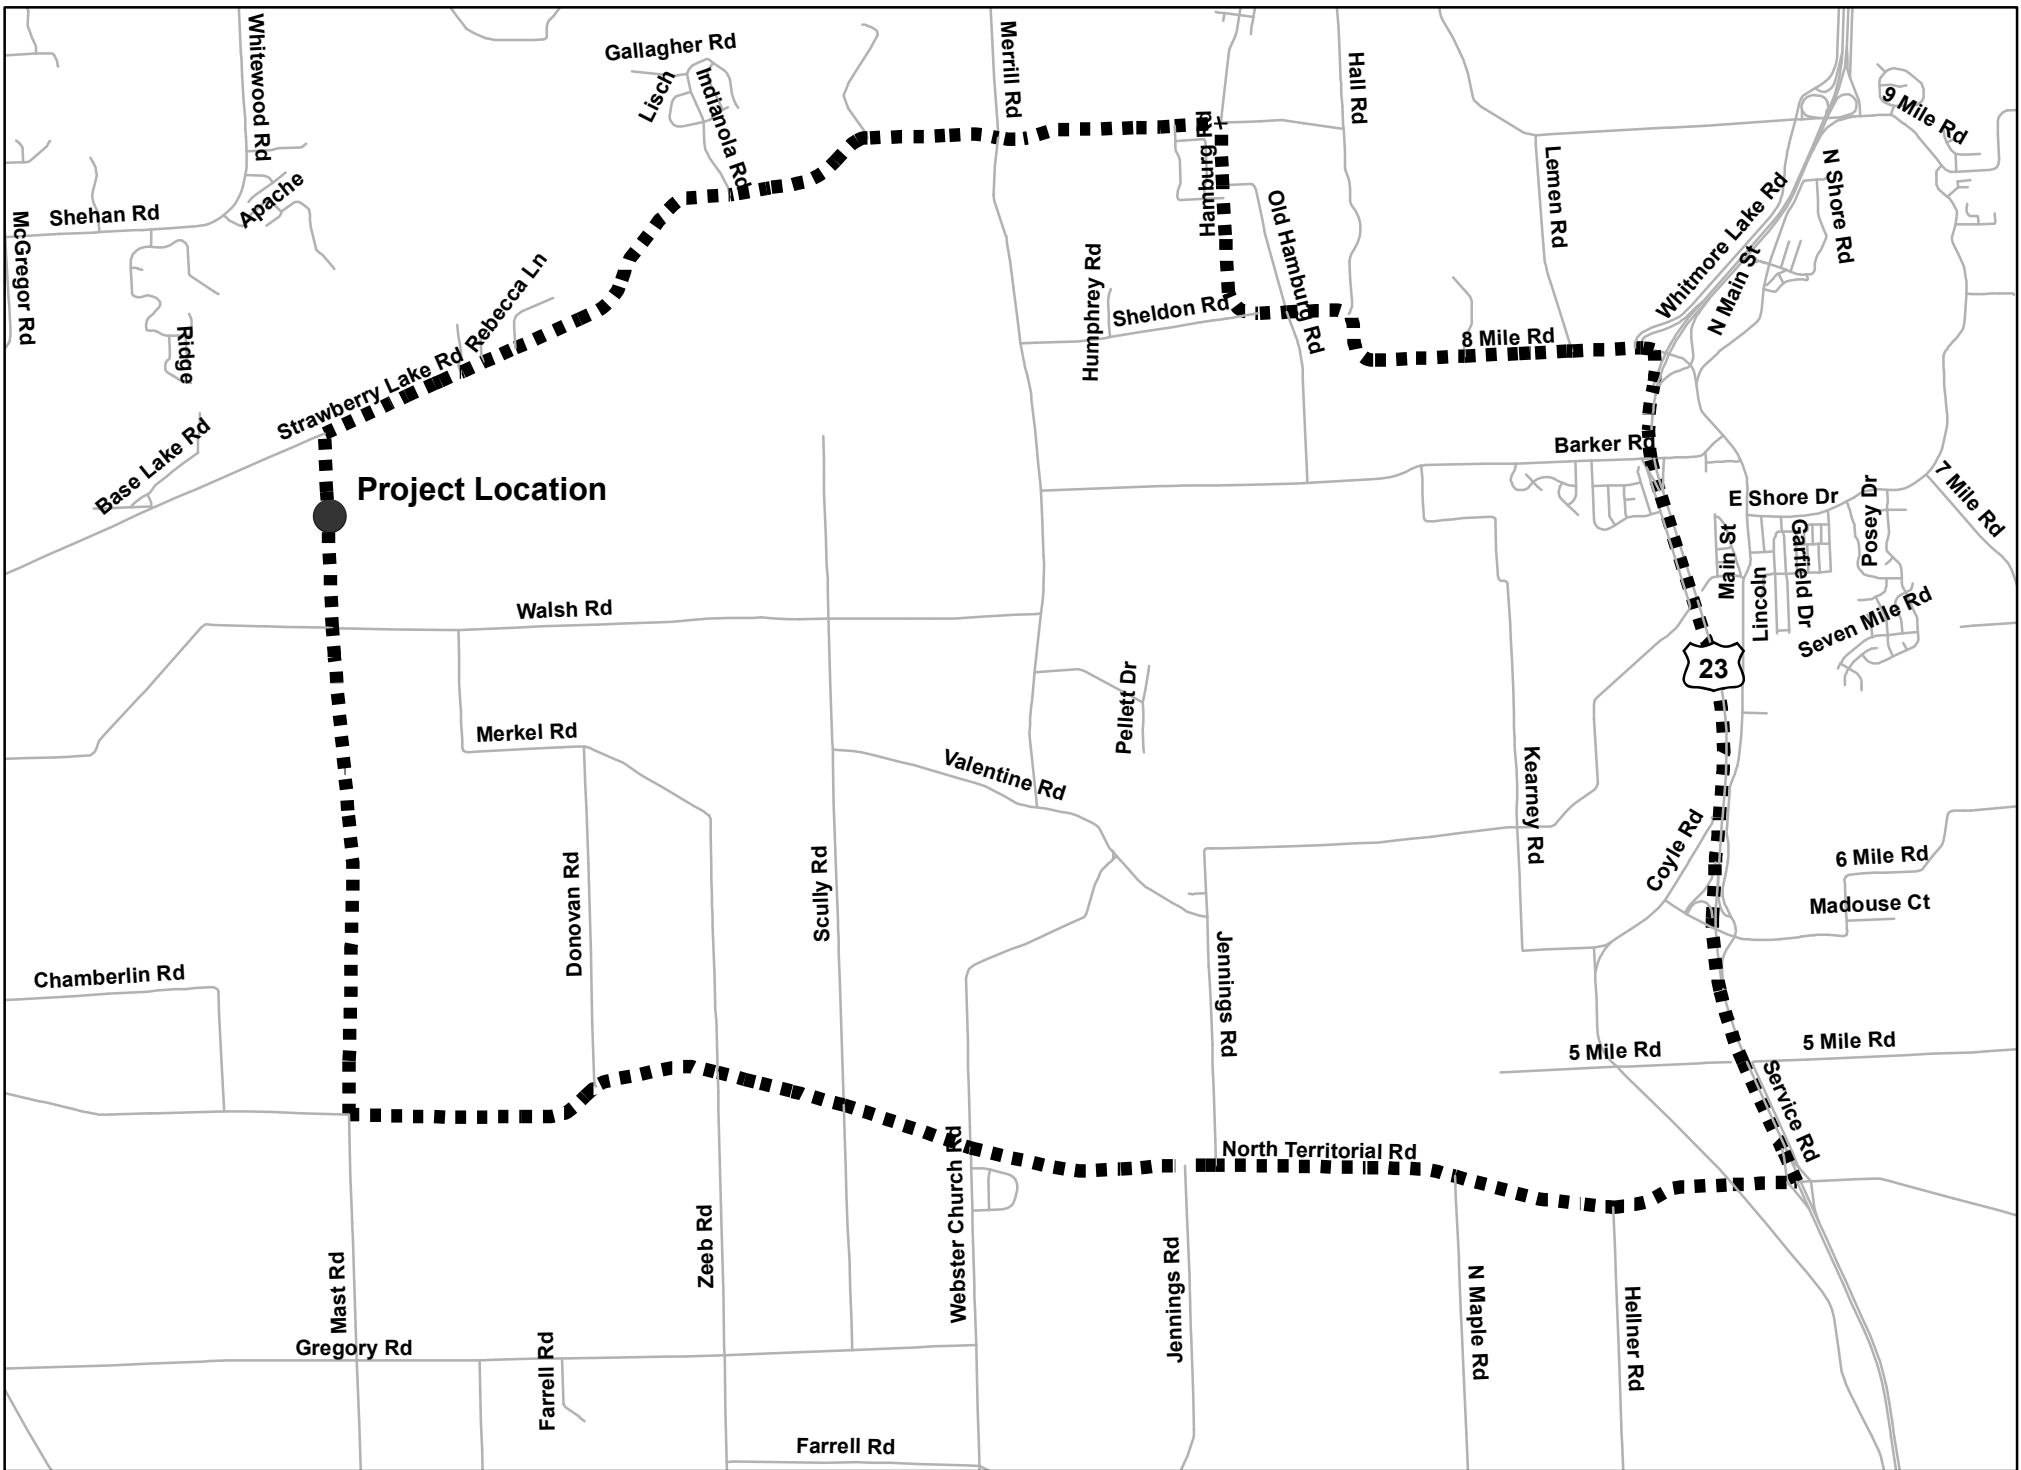 Whitewood Rd
Gallagher Rd
Lisch
Indianola Rd
Merrill Rd
Hall Rd
9 Mile Rd
Hamburg Rd
Lemen Rd
N Shore Rd
Shehan Rd
Apache
McGregor Rd
Old Hamburg Rd
Whitmore Lake Rd
N Main St
Humphrey Rd
Sheldon Rd
Rebecca Ln
Ridge
8 Mile Rd
Strawberry Lake Rd
Base Lake Rd
Barker Rd
Project Location
E Shore Dr
Posey Dr
7 Mile Rd
Main St
Garfield Dr
Lincoln
Walsh Rd
Seven Mile Rd
23
Pellett Dr
Merkel Rd
Valentine Rd
Kearney Rd
Coyle Rd
6 Mile Rd
Madouse Ct
Donovan Rd
Scully Rd
Jennings Rd
Chamberlin Rd
5 Mile Rd
5 Mile Rd
Service Rd
North Territorial Rd
Webster Church Rd
Zeeb Rd
Mast Rd
Jennings Rd
N Maple Rd
Hellner Rd
Gregory Rd
Farrell Rd
Farrell Rd